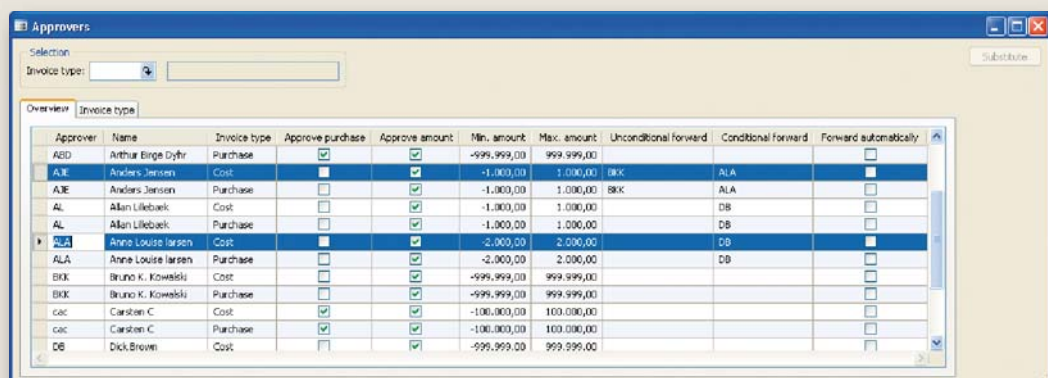 Approvers
Selection
Substitute
Invoice type:
Overview Invoice type
Approver Name Invoice type Approve purchase Approve amount Min. amount Max. amount Unconditional forward Conditional forward Forward automatically
ABD Arthur Birge Dyhr Purchase -999.999,00 999.999,00
AJE Anders Jensen Cost -1.000,00 1.000,00 BKK ALA
AJE Anders Jensen Purchase -1.000,00 1.000,00 BKK ALA
AL Allan Lillebæk Cost -1.000,00 1.000,00 DB
AL Allan Lillebæk Purchase -1.000,00 1.000,00 DB
ALA Anne Louise larsen Cost -2.000,00 2.000,00 DB
ALA Anne Louise larsen Purchase -2.000,00 2.000,00 DB
BKK Bruno K. Kowalski Cost -999.999,00 999.999,00
BKK Bruno K. Kowalski Purchase -999.999,00 999.999,00
cac Carsten C Cost -100.000,00 100.000,00
cac Carsten C Purchase -100.000,00 100.000,00
DB Dick Brown Cost -999.999,00 999.999,00